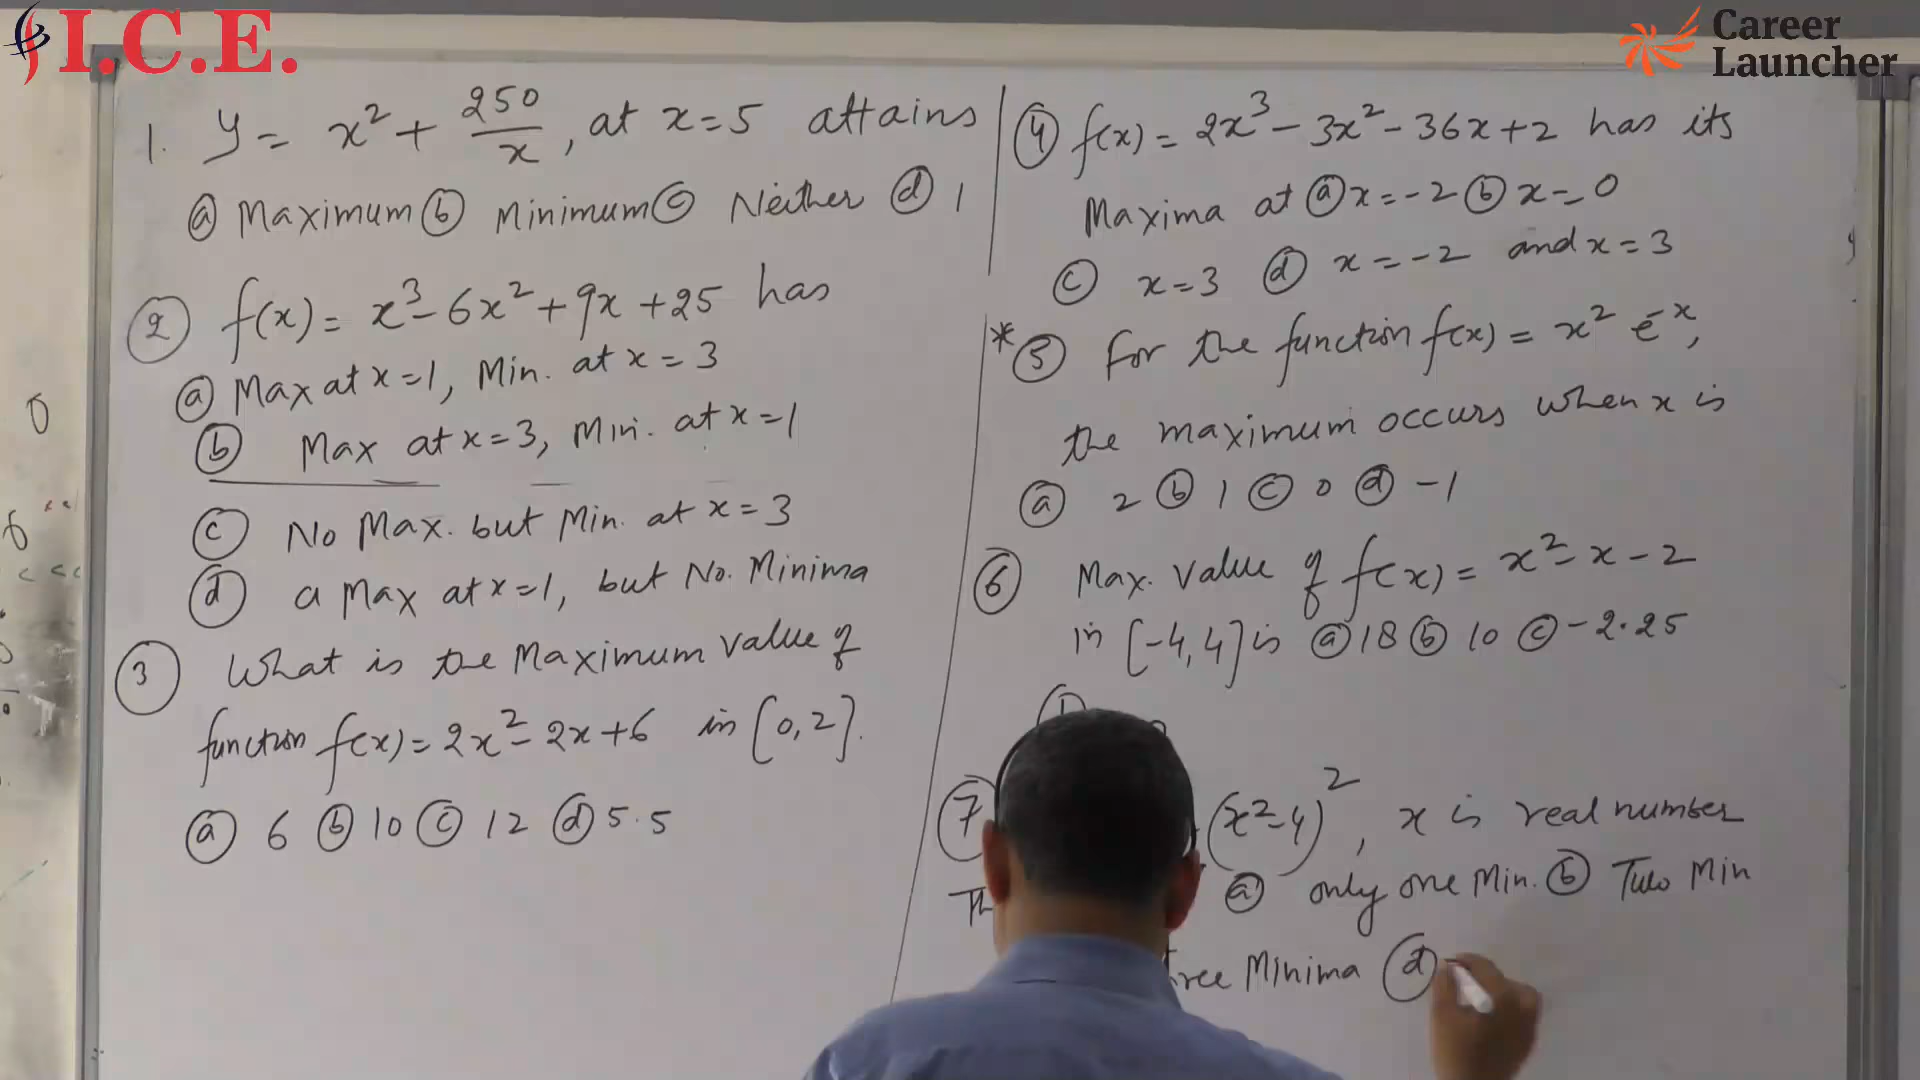 I.C.E.
Career
Launcher
1. y = x² + 250/x, at x=5 attains
(a) Maximum (b) Minimum (c) Neither (d) 1
(2) f(x) = x³ - 6x² + 9x + 25 has
(a) Max at x=1, Min. at x = 3
(b) Max at x=3, Min. at x=1
(c) No Max. but Min. at x = 3
(d) a Max at x=1, but No. Minima
(3) What is the Maximum value of
function f(x) = 2x² - 2x + 6 in [0,2].
(a) 6 (b) 10 (c) 12 (d) 5.5
(4) f(x) = 2x³ - 3x² - 36x + 2 has its
Maxima at (a) x=-2 (b) x=0
(c) x=3 (d) x=-2 and x=3
*(5) For the function f(x) = x² e^-x,
the maximum occurs when x is
(a) 2 (b) 1 (c) 0 (d) -1
(6) Max. value of f(x) = x² - x - 2
in [-4,4] is (a) 18 (b) 10 (c) -2.25
(7) (x²-4)², x is real number
(a) only one Min. (b) Two Min
Minima (d)